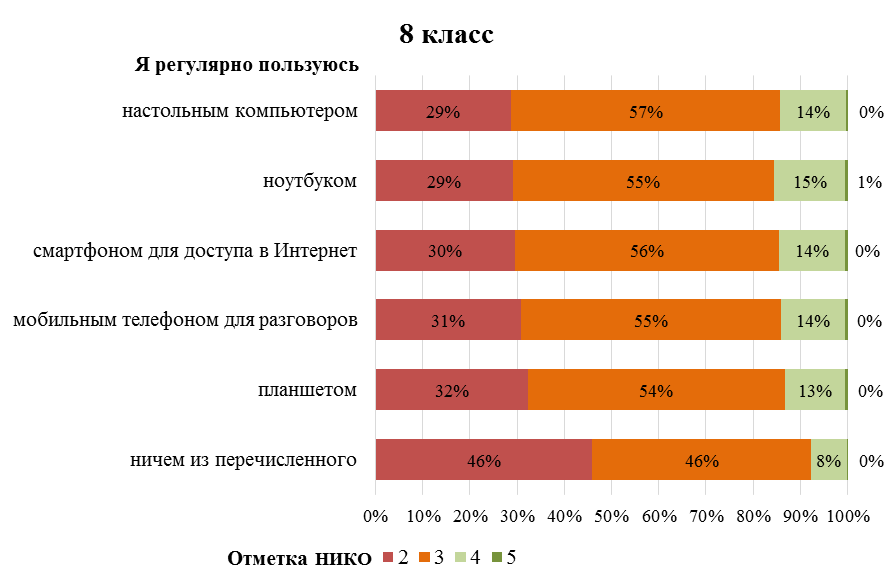 8 класс
Я регулярно пользуюсь
настольным компьютером 29% 57% 14% 0%
ноутбуком 29% 55% 15% 1%
смартфоном для доступа в Интернет 30% 56% 14% 0%
мобильным телефоном для разговоров 31% 55% 14% 0%
планшетом 32% 54% 13% 0%
ничем из перечисленного 46% 46% 8% 0%
0% 10% 20% 30% 40% 50% 60% 70% 80% 90% 100%
Отметка НИКО 2 3 4 5